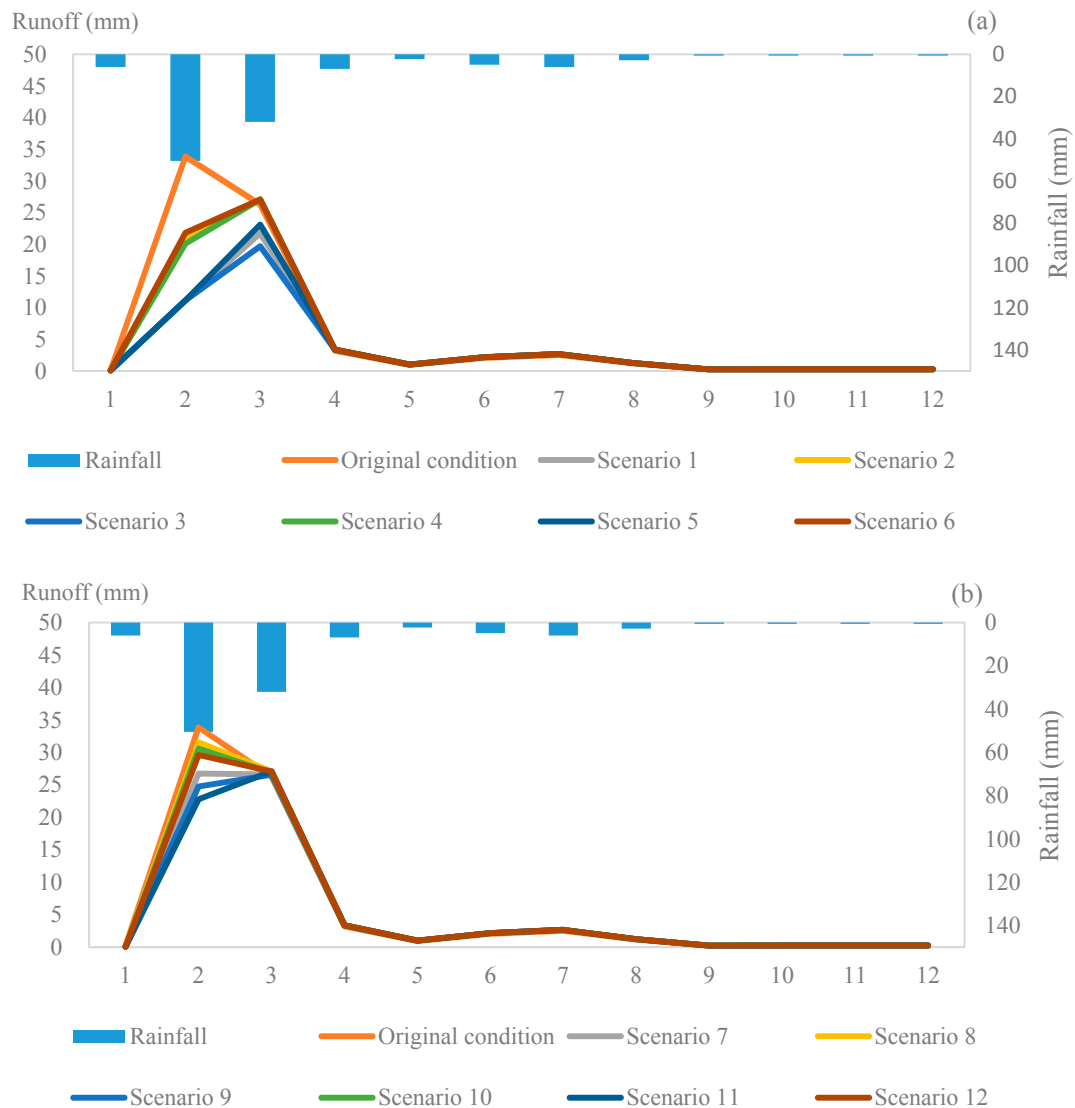 Runoff (mm) (a)
50 0
45
40 20
35 40
30 60
25
20 80
15 100
10 120
5 140
0
Rainfall (mm)
1 2 3 4 5 6 7 8 9 10 11 12
Rainfall Original condition Scenario 1 Scenario 2
Scenario 3 Scenario 4 Scenario 5 Scenario 6
Runoff (mm) (b)
50 0
45
40 20
35 40
30 60
25
20 80
15 100
10 120
5 140
0
Rainfall (mm)
1 2 3 4 5 6 7 8 9 10 11 12
Rainfall Original condition Scenario 7 Scenario 8
Scenario 9 Scenario 10 Scenario 11 Scenario 12